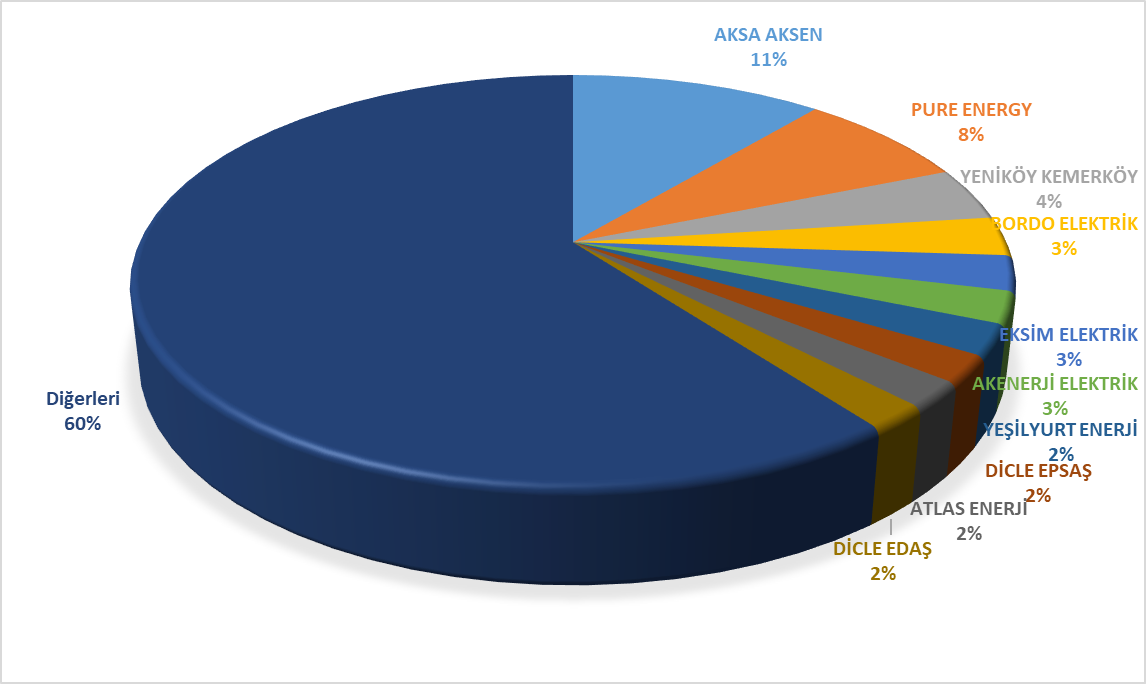 AKSA AKSEN
11%
PURE ENERGY
8%
YENİKÖY KEMERKÖY
4%
BORDO ELEKTRİK
3%
EKSİM ELEKTRİK
3%
AKENERJİ ELEKTRİK
3%
YEŞİLYURT ENERJİ
2%
DİCLE EPSAŞ
2%
ATLAS ENERJİ
2%
DİCLE EDAŞ
2%
Diğerleri
60%